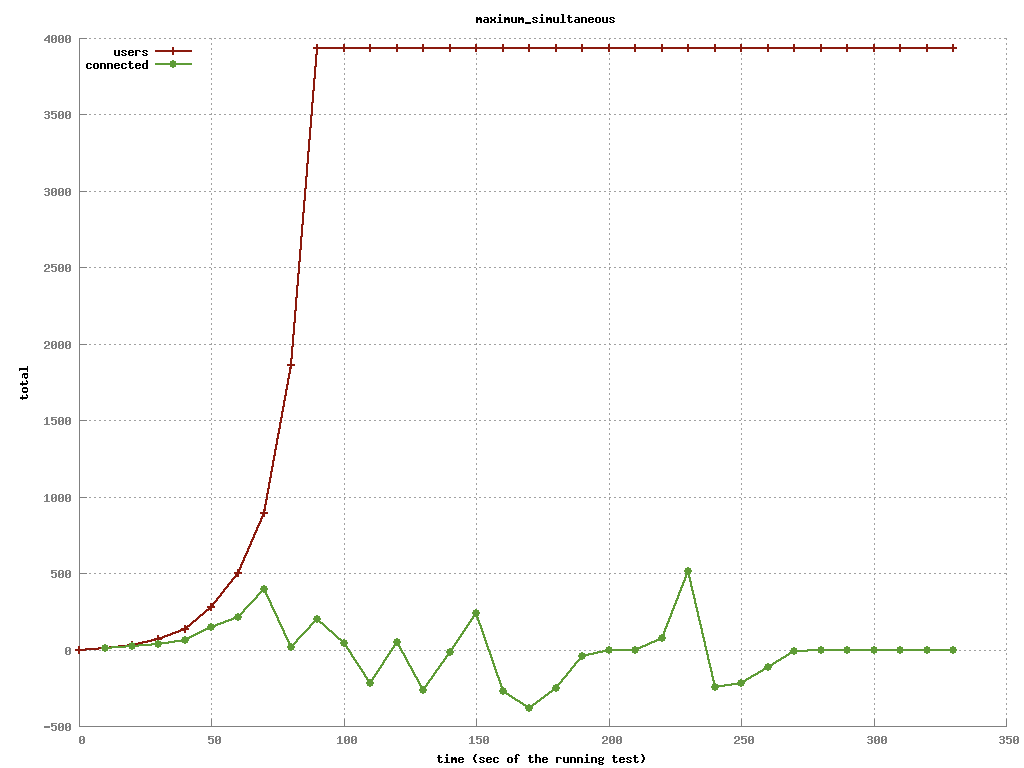 maximum_simultaneous
users
connected
4000
3500
3000
2500
2000
1500
1000
500
0
-500
total
0 50 100 150 200 250 300 350
time (sec of the running test)